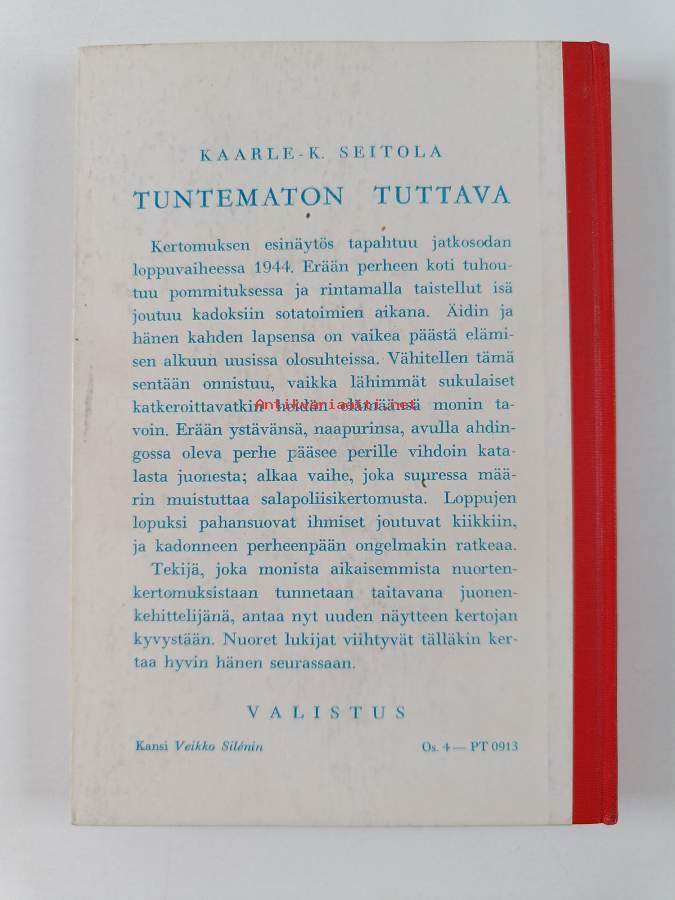 KAARLE-K. SEITOLA
TUNTEMATON TUTTAVA
Kertomuksen esinäytös tapahtuu jatkosodan
loppuvaiheessa 1944. Erään perheen koti tuhou-
tuu pommituksessa ja rintamalla taistellut isä
joutuu kadoksiin sotatoimien aikana. Äidin ja
hänen kahden lapsensa on vaikea päästä elämi-
sen alkuun uusissa olosuhteissa. Vähitellen tämä
sentään onnistuu, vaikka lähimmät sukulaiset
Antikvariaatti.net
katkeroittavatkin heidän elämäänsä monin ta-
voin. Erään ystävänsä, naapurinsa, avulla ahdin-
gossa oleva perhe pääsee perille vihdoin kata-
lasta juonesta; alkaa vaihe, joka suuressa mää-
rin muistuttaa salapoliisikertomusta. Loppujen
lopuksi pahansuovat ihmiset joutuvat kiikkiin,
ja kadonneen perheenpään ongelmakin ratkeaa.
Tekijä, joka monista aikaisemmista nuorten-
kertomuksistaan tunnetaan taitavana juonen-
kehittelijänä, antaa nyt uuden näytteen kertojan
kyvystään. Nuoret lukijat viihtyvät tälläkin ker-
taa hyvin hänen seurassaan.
VALISTUS
Kansi Veikko Silénin Os. 4 — PT 0913